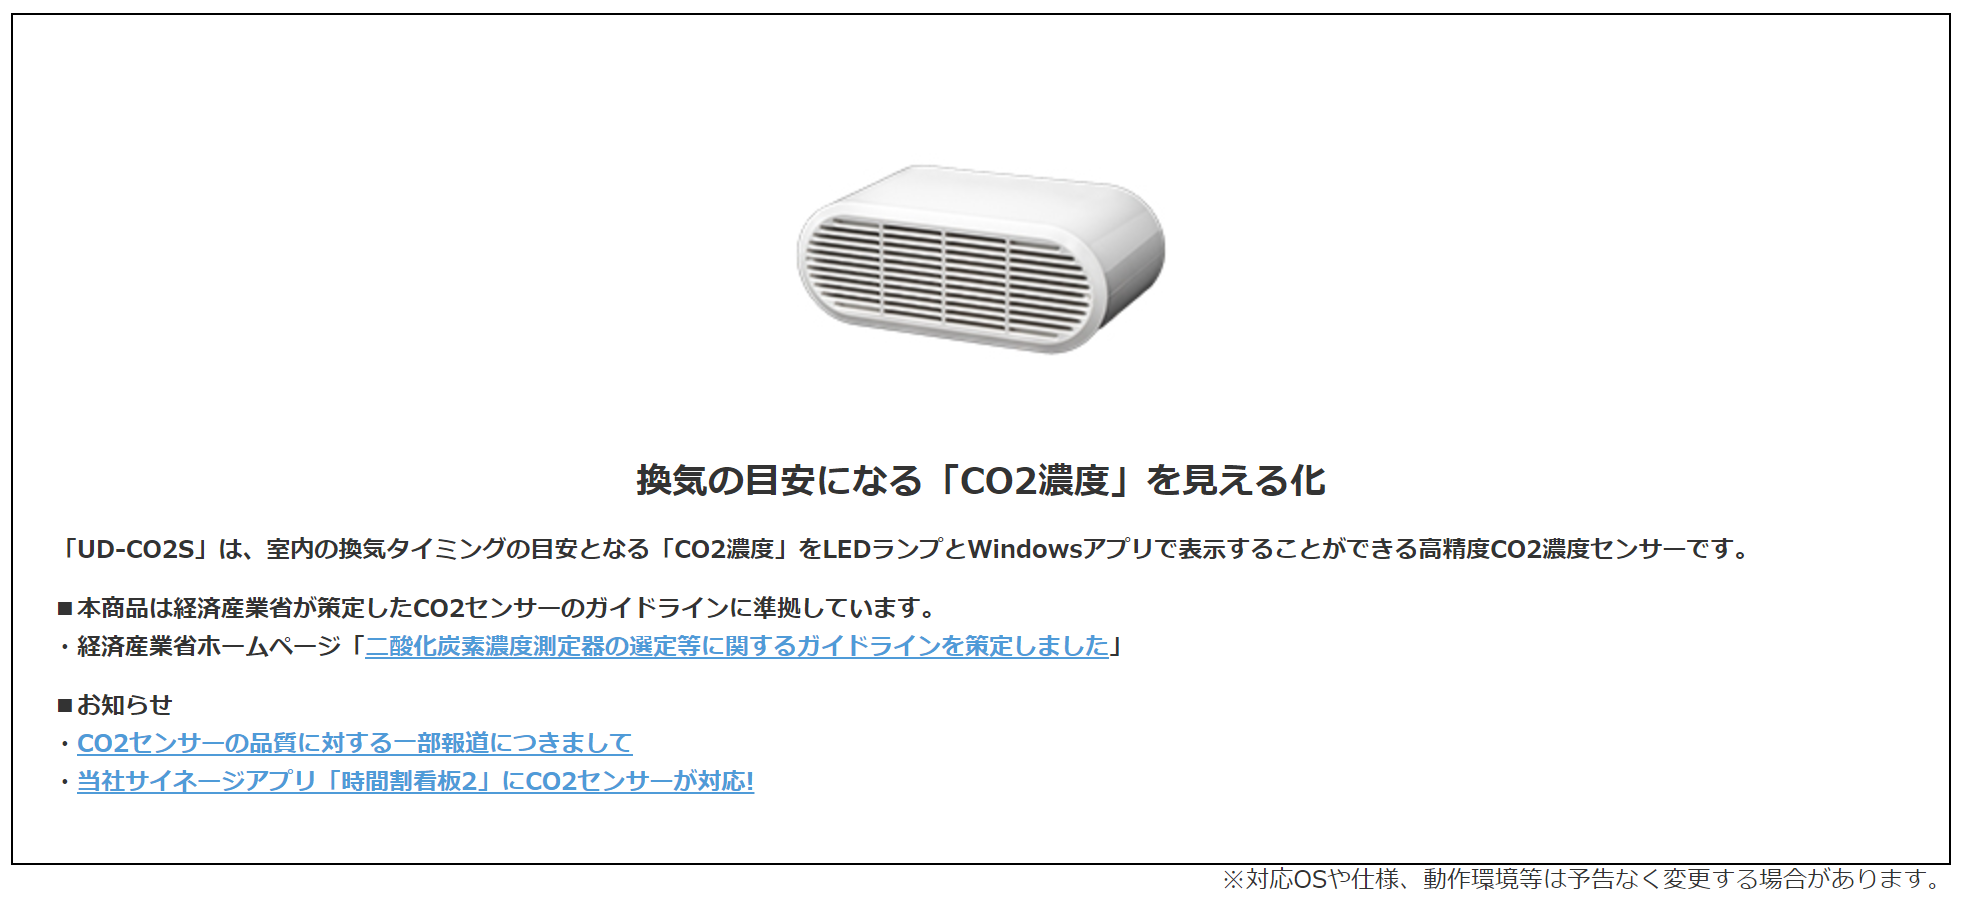 換気の目安になる「CO2濃度」を見える化
「UD-CO2S」は、室内の換気タイミングの目安となる「CO2濃度」をLEDランプとWindowsアプリで表示することができる高精度CO2濃度センサーです。
■本商品は経済産業省が策定したCO2センサーのガイドラインに準拠しています。
・経済産業省ホームページ「二酸化炭素濃度測定器の選定等に関するガイドラインを策定しました」
■お知らせ
・CO2センサーの品質に対する一部報道につきまして
・当社サイネージアプリ「時間割看板2」にCO2センサーが対応!
※対応OSや仕様、動作環境等は予告なく変更する場合があります。